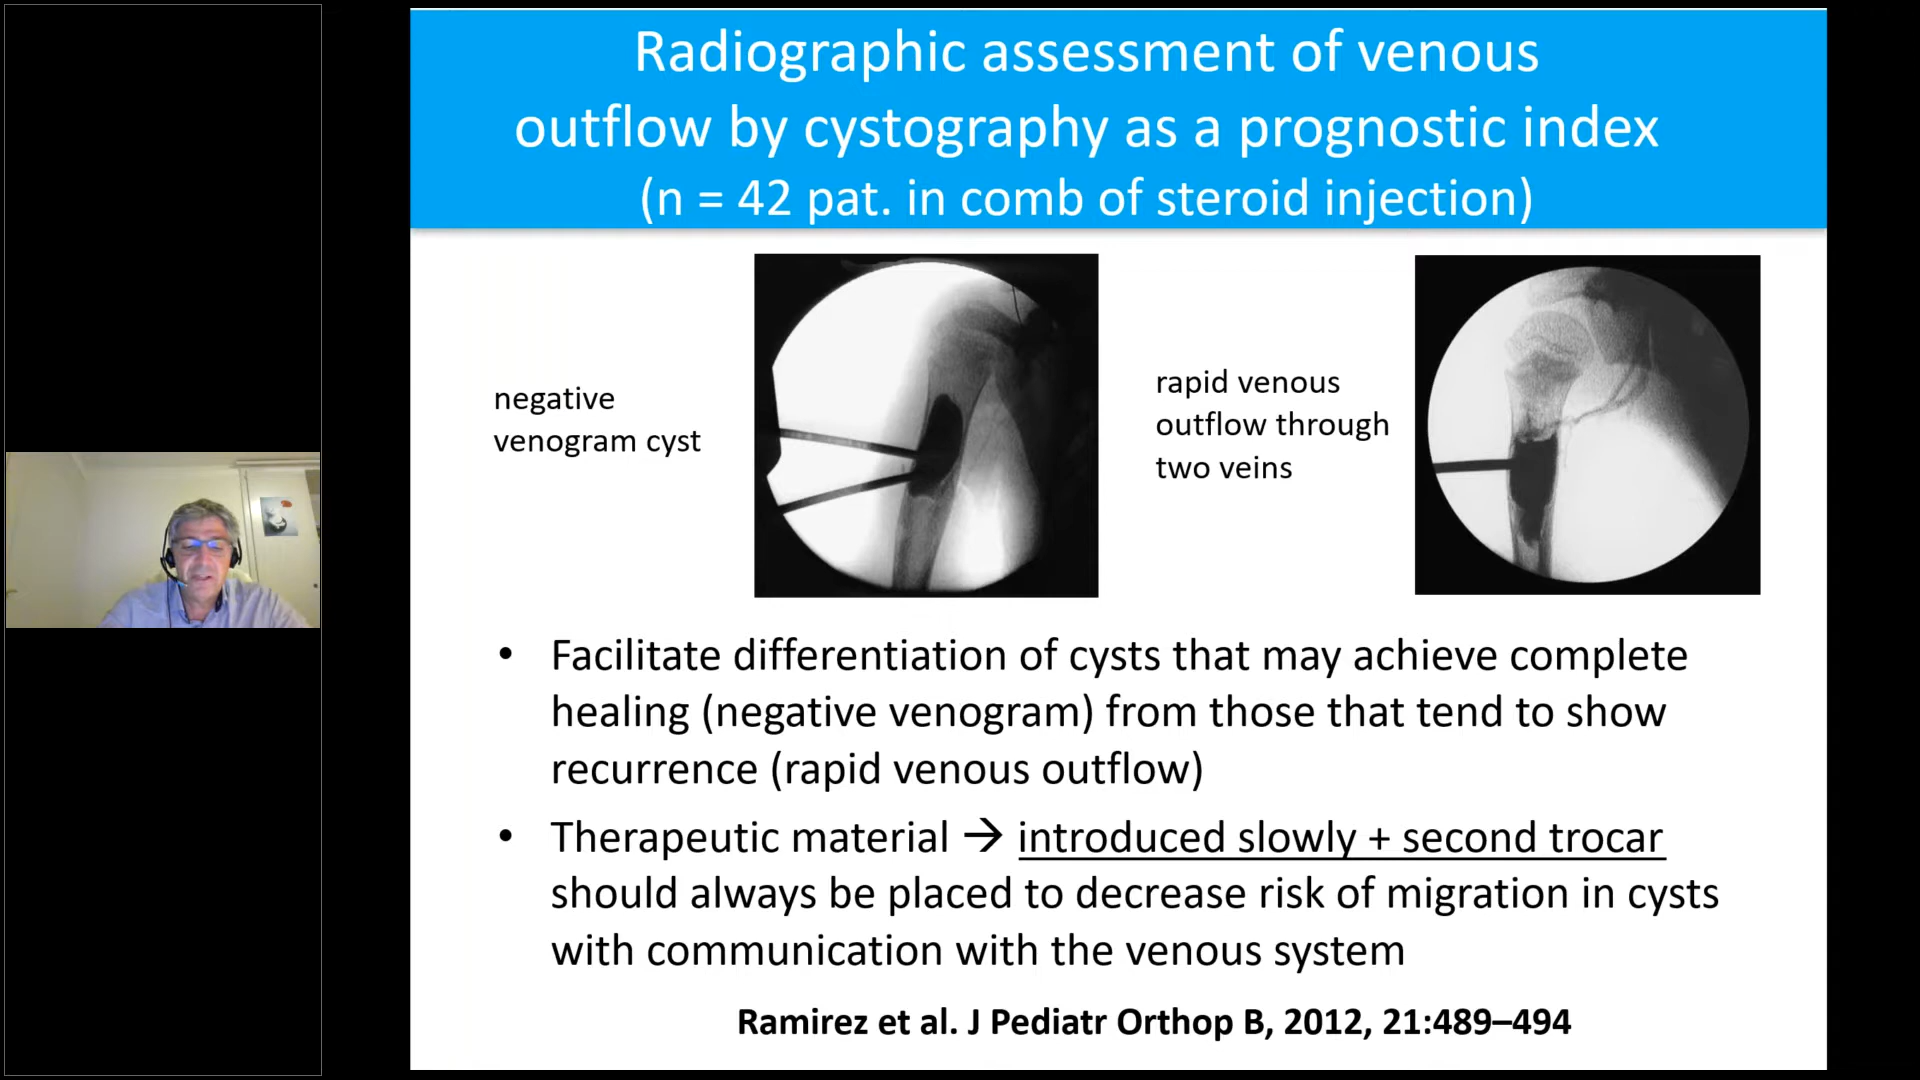 Radiographic assessment of venous
outflow by cystography as a prognostic index
(n = 42 pat. in comb of steroid injection)
negative
venogram cyst
rapid venous
outflow through
two veins
• Facilitate differentiation of cysts that may achieve complete
healing (negative venogram) from those that tend to show
recurrence (rapid venous outflow)
• Therapeutic material → introduced slowly + second trocar
should always be placed to decrease risk of migration in cysts
with communication with the venous system
Ramirez et al. J Pediatr Orthop B, 2012, 21:489–494